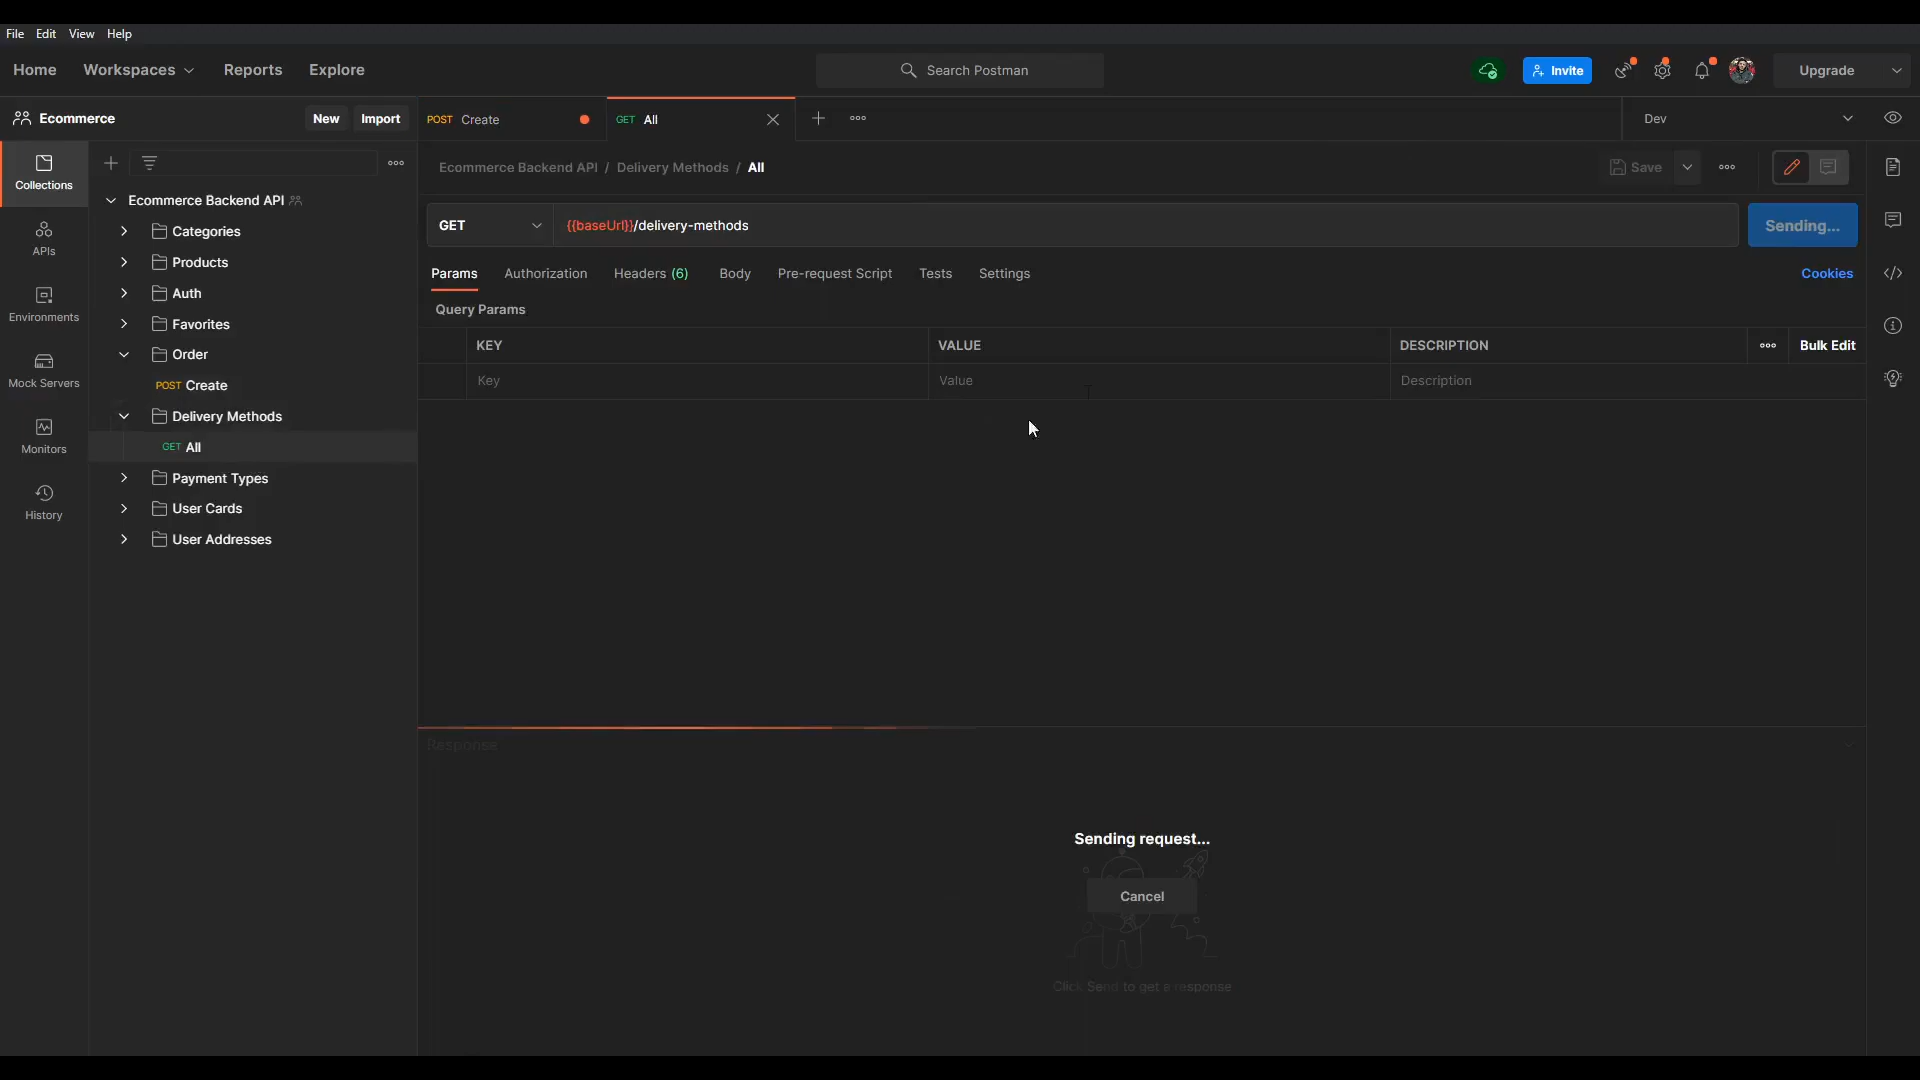 File Edit View Help
Home Workspaces Reports Explore Search Postman Invite Upgrade
Ecommerce New Import POST Create GET All Dev
Collections
APIs
Environments
Mock Servers
Monitors
History
Ecommerce Backend API
Categories
Products
Auth
Favorites
Order
POST Create
Delivery Methods
GET All
Payment Types
User Cards
User Addresses
Ecommerce Backend API / Delivery Methods / All Save
GET {{baseUrl}}/delivery-methods Sending...
Params Authorization Headers (6) Body Pre-request Script Tests Settings Cookies
Query Params
KEY VALUE DESCRIPTION Bulk Edit
Key Value Description
Response
Sending request...
Cancel
Click Send to get a response